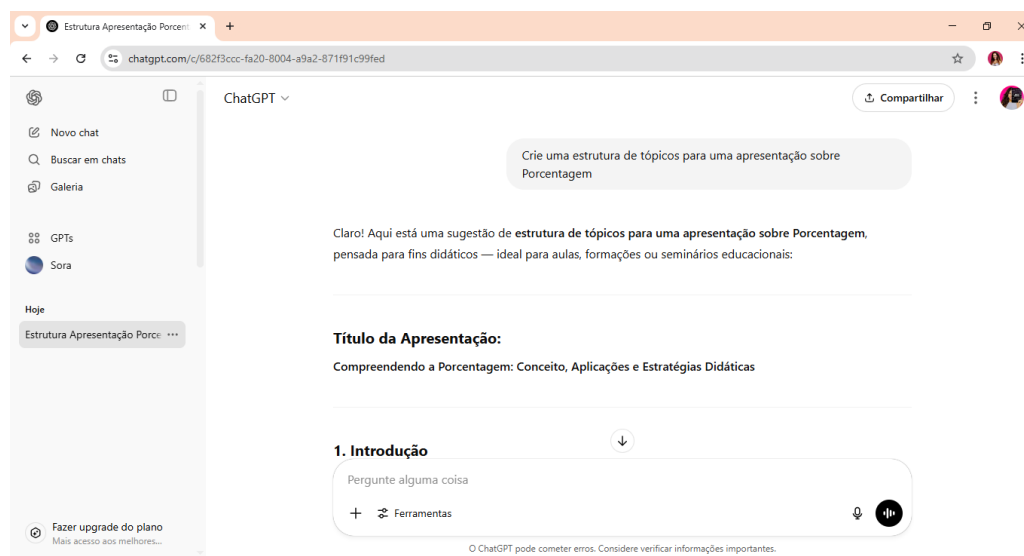 Estrutura Apresentação Porcent
chatgpt.com/c/682f3ccc-fa20-8004-a9a2-871f91c99fed
ChatGPT
Compartilhar
Novo chat
Buscar em chats
Galeria
GPTs
Sora
Hoje
Estrutura Apresentação Porce ···
Crie uma estrutura de tópicos para uma apresentação sobre
Porcentagem
Claro! Aqui está uma sugestão de estrutura de tópicos para uma apresentação sobre Porcentagem,
pensada para fins didáticos — ideal para aulas, formações ou seminários educacionais:
Título da Apresentação:
Compreendendo a Porcentagem: Conceito, Aplicações e Estratégias Didáticas
1. Introdução
Pergunte alguma coisa
Ferramentas
Fazer upgrade do plano
Mais acesso aos melhores...
O ChatGPT pode cometer erros. Considere verificar informações importantes.